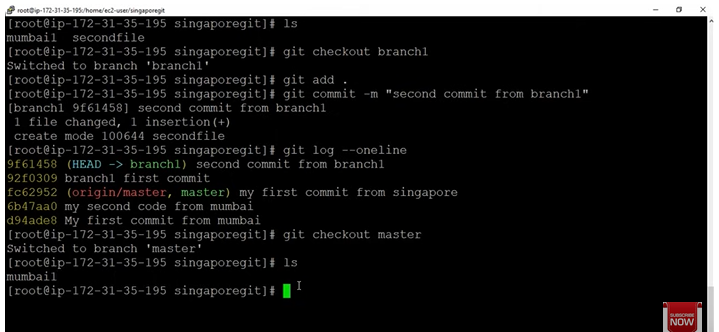 root@ip-172-31-35-195:/home/ec2-user/singaporegit
[root@ip-172-31-35-195 singaporegit]# ls
mumbai1  secondfile
[root@ip-172-31-35-195 singaporegit]# git checkout branch1
Switched to branch 'branch1'
[root@ip-172-31-35-195 singaporegit]# git add .
[root@ip-172-31-35-195 singaporegit]# git commit -m "second commit from branch1"
[branch1 9f61458] second commit from branch1
 1 file changed, 1 insertion(+)
 create mode 100644 secondfile
[root@ip-172-31-35-195 singaporegit]# git log --oneline
9f61458 (HEAD -> branch1) second commit from branch1
92f0309 branch1 first commit
fc62952 (origin/master, master) my first commit from singapore
6b47aa0 my second code from mumbai
d94ade8 My first commit from mumbai
[root@ip-172-31-35-195 singaporegit]# git checkout master
Switched to branch 'master'
[root@ip-172-31-35-195 singaporegit]# ls
mumbai1
[root@ip-172-31-35-195 singaporegit]#
SUBSCRIBE
NOW